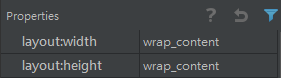 Properties
layout:width wrap_content
layout:height wrap_content